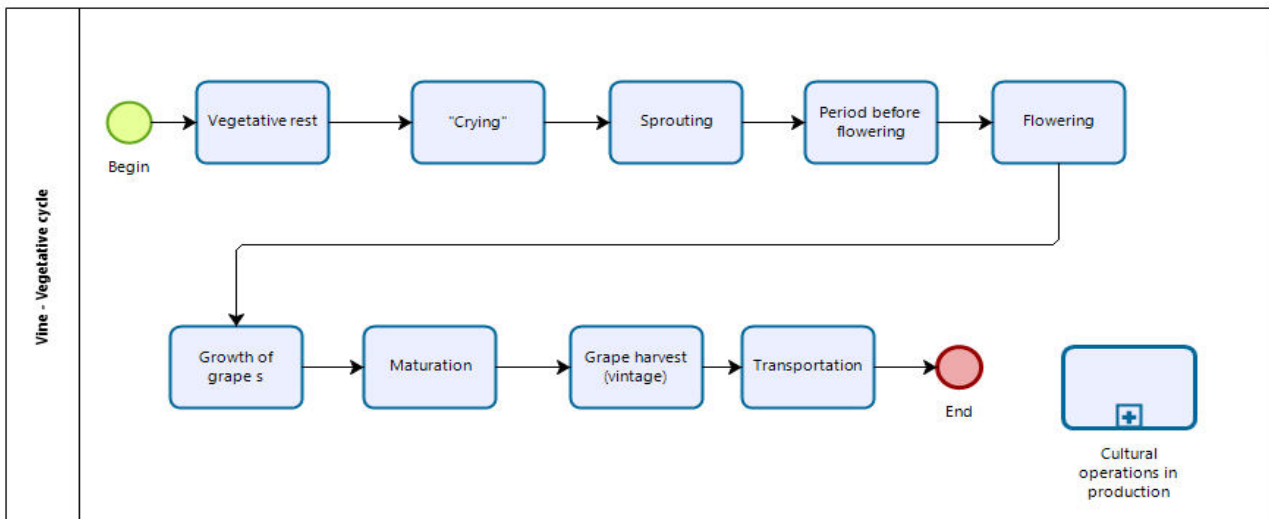 Vine - Vegetative cycle
Begin
Vegetative rest
"Crying"
Sprouting
Period before
flowering
Flowering
Growth of
grape s
Maturation
Grape harvest
(vintage)
Transportation
End
Cultural
operations in
production